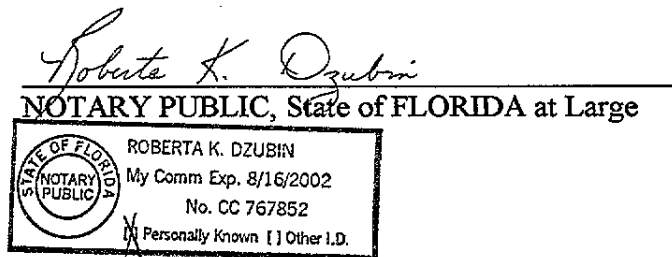 Roberta K. Dzubin
NOTARY PUBLIC, State of FLORIDA at Large
STATE OF FLORIDA
NOTARY
PUBLIC
ROBERTA K. DZUBIN
My Comm Exp. 8/16/2002
No. CC 767852
[X] Personally Known [ ] Other I.D.